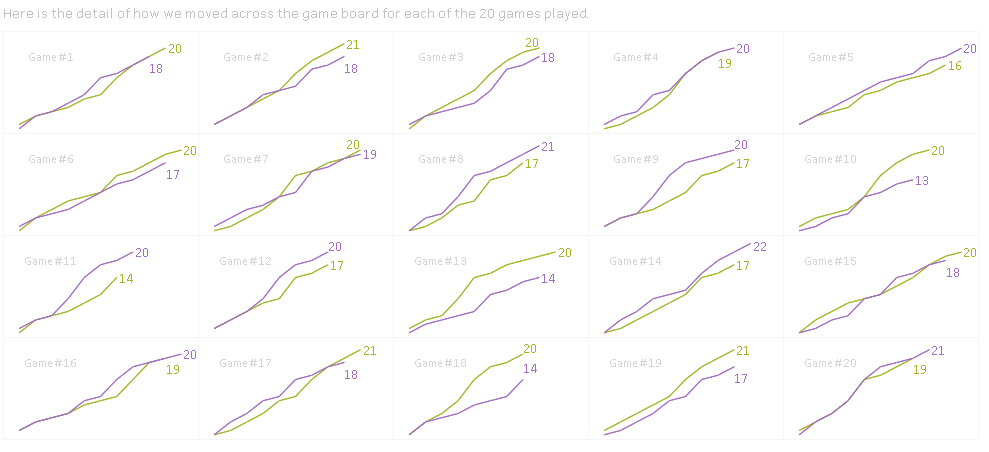 Here is the detail of how we moved across the game board for each of the 20 games played.
Game #1 20 18
Game #2 21 18
Game #3 20 18
Game #4 20 19
Game #5 20 16
Game #6 20 17
Game #7 20 19
Game #8 21 17
Game #9 20 17
Game #10 20 13
Game #11 20 14
Game #12 20 17
Game #13 20 14
Game #14 22 17
Game #15 20 18
Game #16 20 19
Game #17 21 18
Game #18 20 14
Game #19 21 17
Game #20 21 19